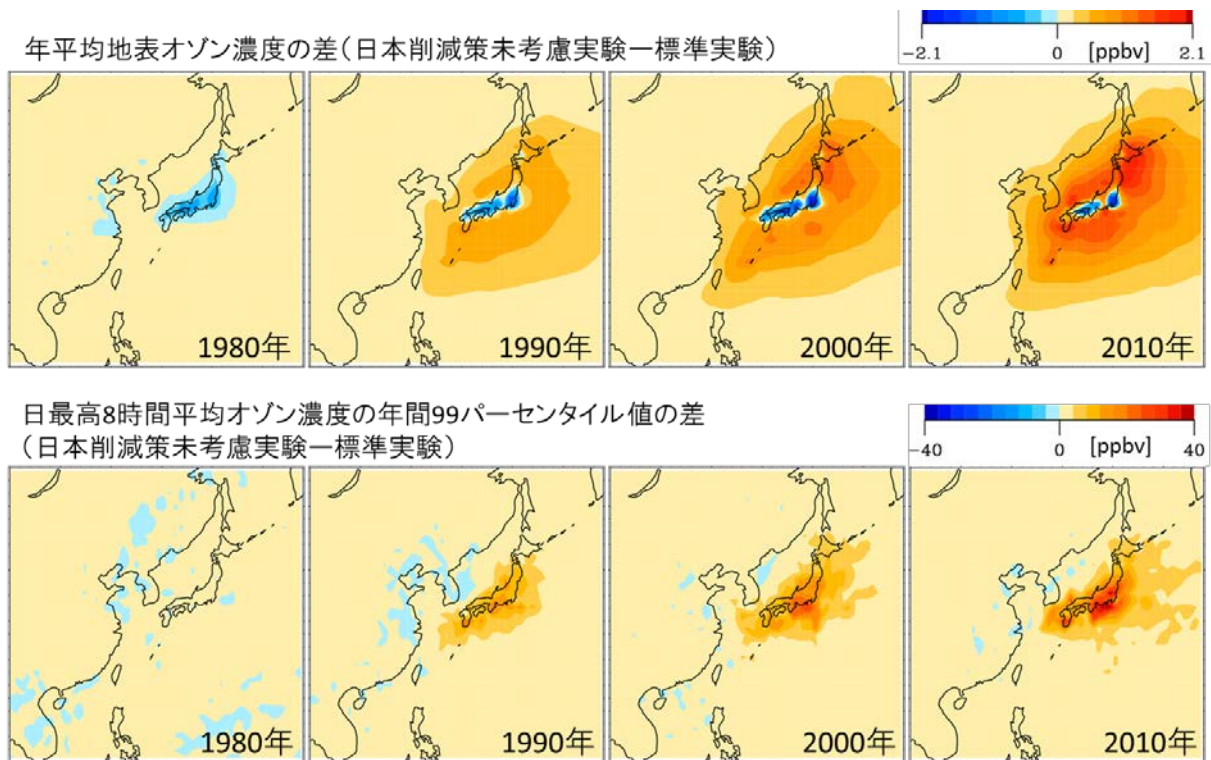 年平均地表オゾン濃度の差(日本削減策未考慮実験ー標準実験)
-2.1 0 [ppbv] 2.1
1980年 1990年 2000年 2010年
日最高8時間平均オゾン濃度の年間99パーセンタイル値の差
(日本削減策未考慮実験ー標準実験)
-40 0 [ppbv] 40
1980年 1990年 2000年 2010年